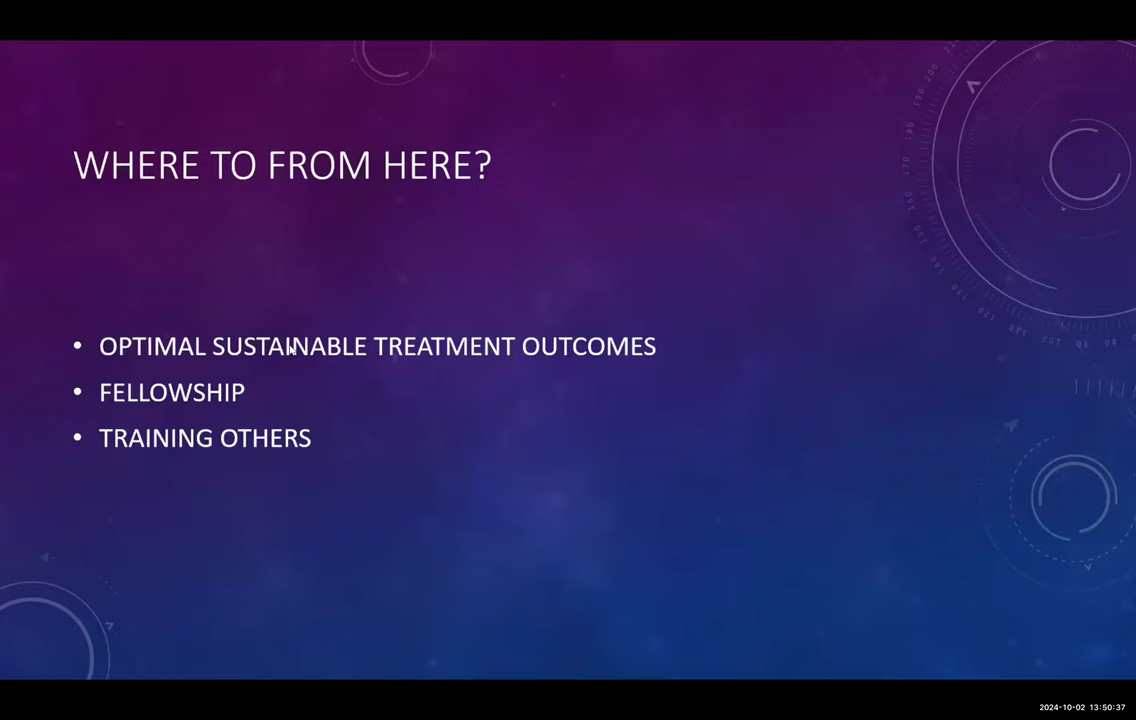 WHERE TO FROM HERE?
• OPTIMAL SUSTAINABLE TREATMENT OUTCOMES
• FELLOWSHIP
• TRAINING OTHERS
2024-10-02 13:50:37